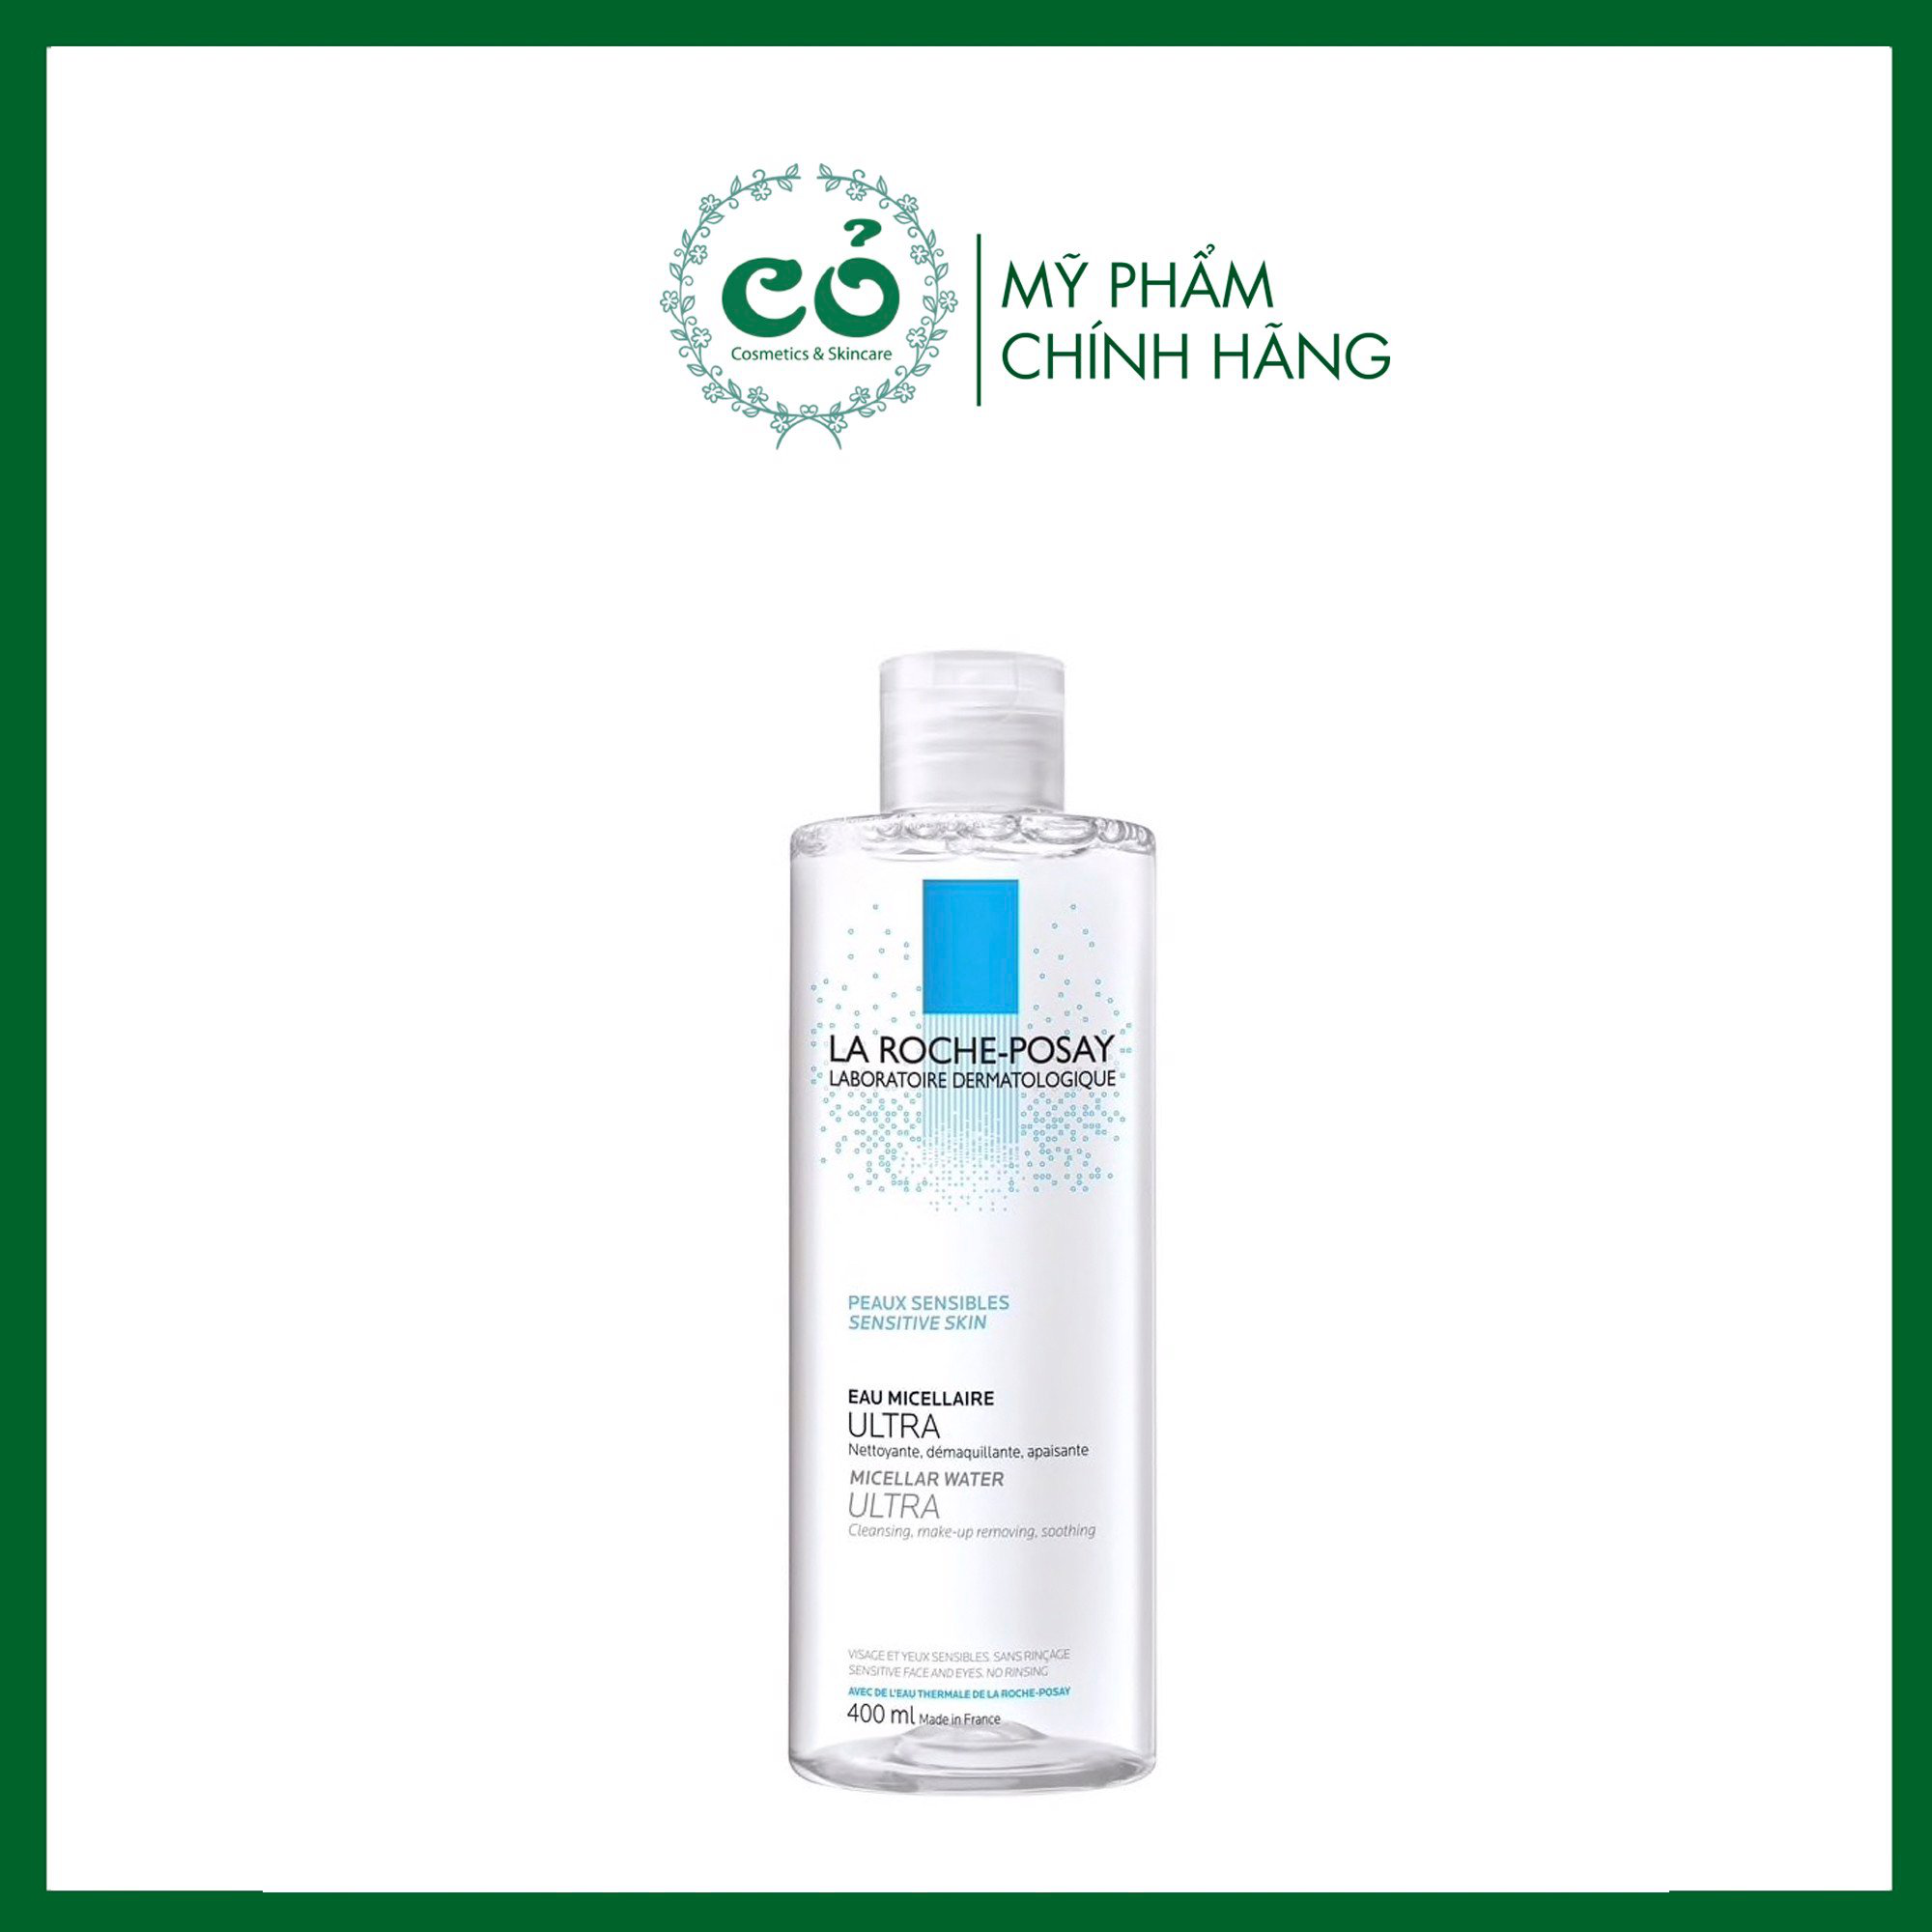 CỎ
Cosmetics & Skincare
MỸ PHẨM
CHÍNH HÃNG
LA ROCHE-POSAY
LABORATOIRE DERMATOLOGIQUE
PEAUX SENSIBLES
SENSITIVE SKIN
EAU MICELLAIRE
ULTRA
Nettoyante, démaquillante, apaisante
MICELLAR WATER
ULTRA
Cleansing, make-up removing, soothing
VISAGE ET YEUX SENSIBLES. SANS RINÇAGE
SENSITIVE FACE AND EYES. NO RINSING
AVEC DE L'EAU THERMALE DE LA ROCHE-POSAY
400 ml Made in France